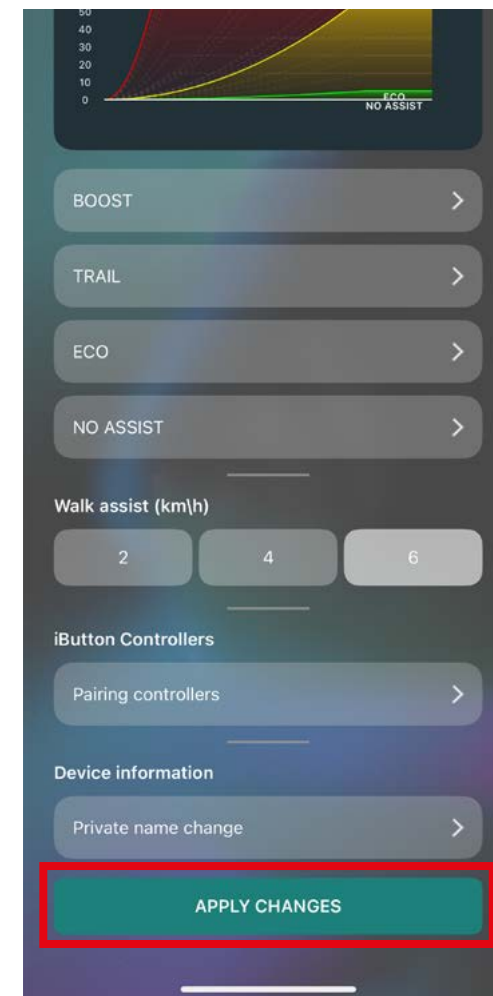 50
40
30
20
10
0
ECO
NO ASSIST
BOOST
TRAIL
ECO
NO ASSIST
Walk assist (km\h)
2 4 6
iButton Controllers
Pairing controllers
Device information
Private name change
APPLY CHANGES